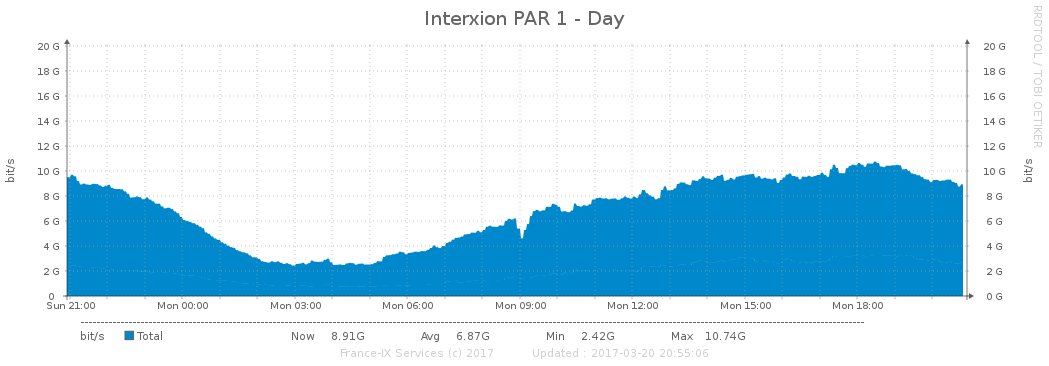 Interxion PAR 1 - Day
RRDTOOL / TOBI OETIKER
20 G 20 G
18 G 18 G
16 G 16 G
14 G 14 G
12 G 12 G
10 G 10 G
8 G 8 G
6 G 6 G
4 G 4 G
2 G 2 G
0 0 G
bit/s
bit/s
Sun 21:00 Mon 00:00 Mon 03:00 Mon 06:00 Mon 09:00 Mon 12:00 Mon 15:00 Mon 18:00
bit/s Total Now 8.91G Avg 6.87G Min 2.42G Max 10.74G
France-IX Services (c) 2017 Updated : 2017-03-20 20:55:06